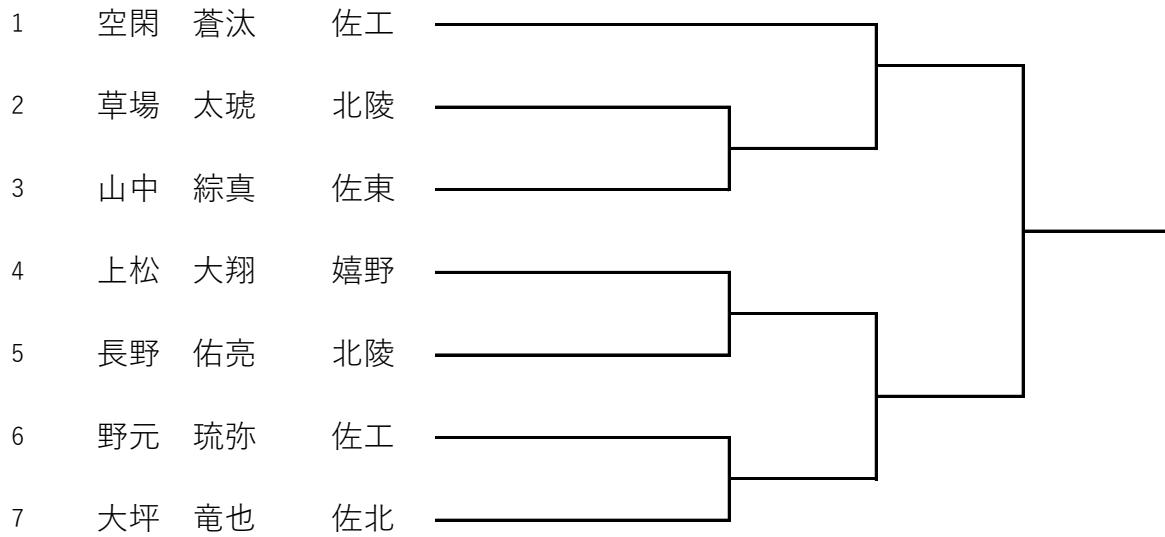 1 空閑 蒼汰 佐工
2 草場 太琥 北陵
3 山中 綜真 佐東
4 上松 大翔 嬉野
5 長野 佑亮 北陵
6 野元 琉弥 佐工
7 大坪 竜也 佐北